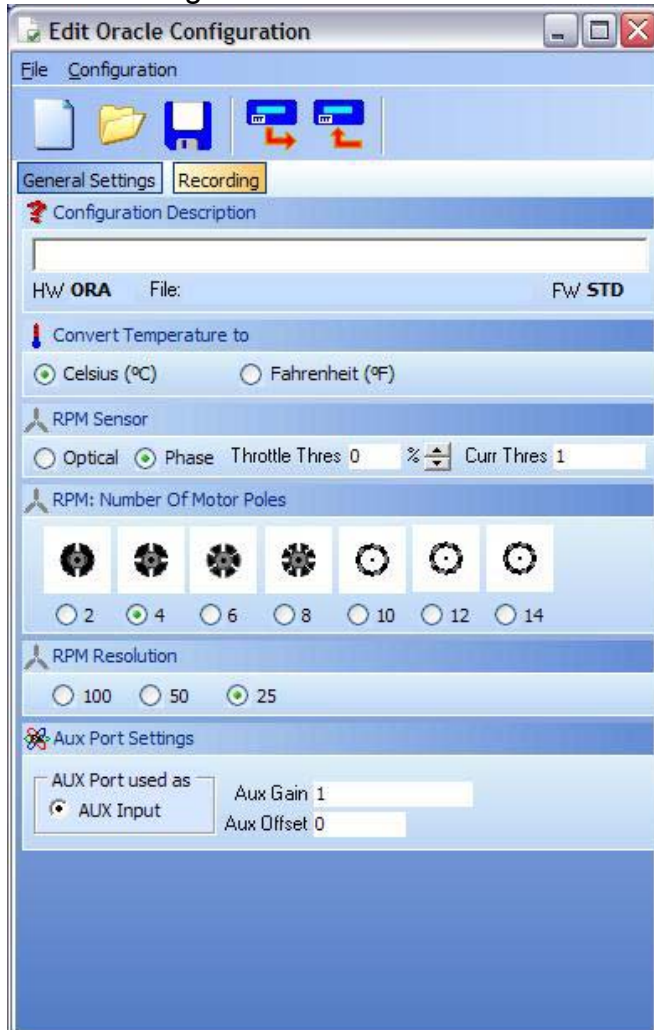 Edit Oracle Configuration
File Configuration
General Settings Recording
Configuration Description
HW ORA File: FW STD
Convert Temperature to
Celsius (ºC) Fahrenheit (ºF)
RPM Sensor
Optical Phase Throttle Thres 0 % Curr Thres 1
RPM: Number Of Motor Poles
2 4 6 8 10 12 14
RPM Resolution
100 50 25
Aux Port Settings
AUX Port used as
AUX Input
Aux Gain 1
Aux Offset 0